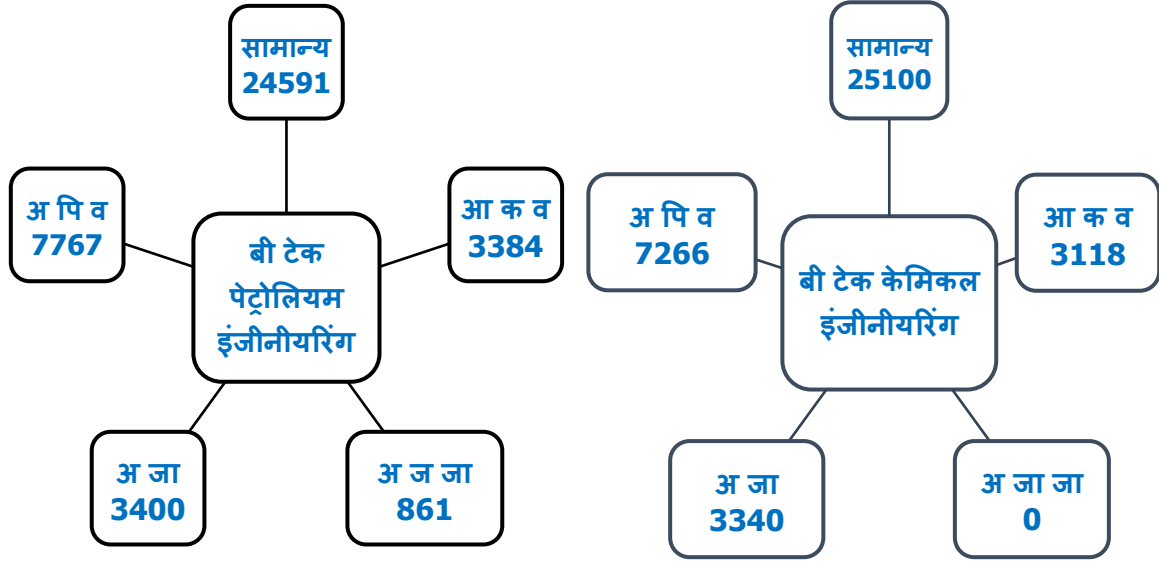 सामान्य
24591
अ पि व
7767
आ क व
3384
बी टेक
पेट्रोलियम
इंजीनीयरिंग
अ जा
3400
अ ज जा
861
सामान्य
25100
अ पि व
7266
आ क व
3118
बी टेक केमिकल
इंजीनीयरिंग
अ जा
3340
अ जा जा
0